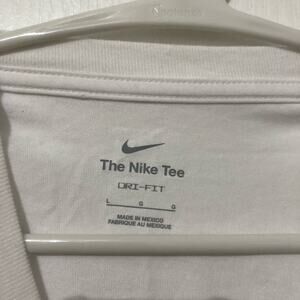 The Nike Tee
DRI-FIT
L G G
MADE IN MEXICO
FABRIQUE AU MEXIQUE